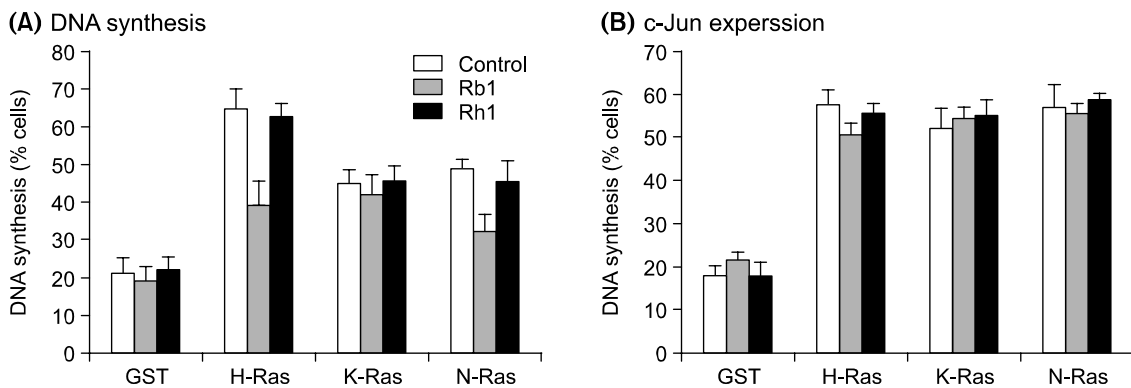 (A) DNA synthesis
80
70
60
50
40
30
20
10
0
DNA synthesis (% cells)
Control
Rb1
Rh1
GST H-Ras K-Ras N-Ras
(B) c-Jun experssion
70
60
50
40
30
20
10
0
DNA synthesis (% cells)
GST H-Ras K-Ras N-Ras